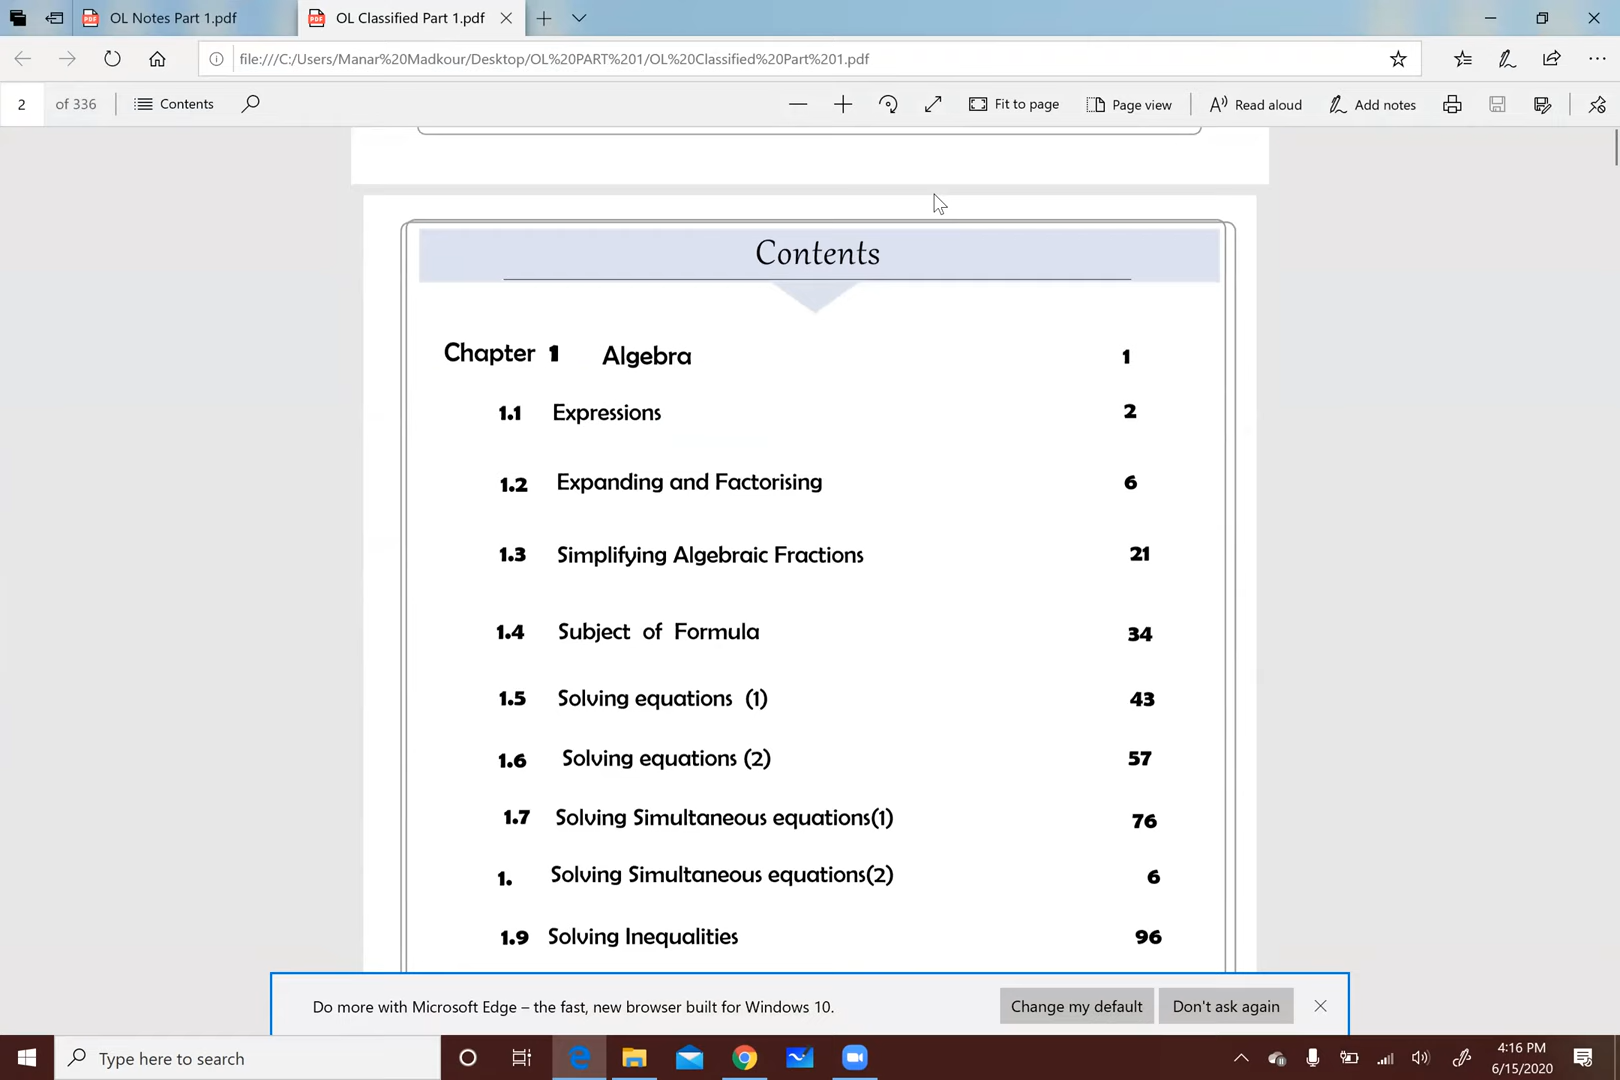 OL Notes Part 1.pdf
OL Classified Part 1.pdf
file:///C:/Users/Manar%20Madkour/Desktop/OL%20PART%201/OL%20Classified%20Part%201.pdf
2 of 336 Contents Fit to page Page view Read aloud Add notes
Contents
Chapter 1 Algebra 1
1.1 Expressions 2
1.2 Expanding and Factorising 6
1.3 Simplifying Algebraic Fractions 21
1.4 Subject of Formula 34
1.5 Solving equations (1) 43
1.6 Solving equations (2) 57
1.7 Solving Simultaneous equations(1) 76
1. Solving Simultaneous equations(2) 6
1.9 Solving Inequalities 96
Do more with Microsoft Edge – the fast, new browser built for Windows 10. Change my default Don't ask again
Type here to search
4:16 PM
6/15/2020